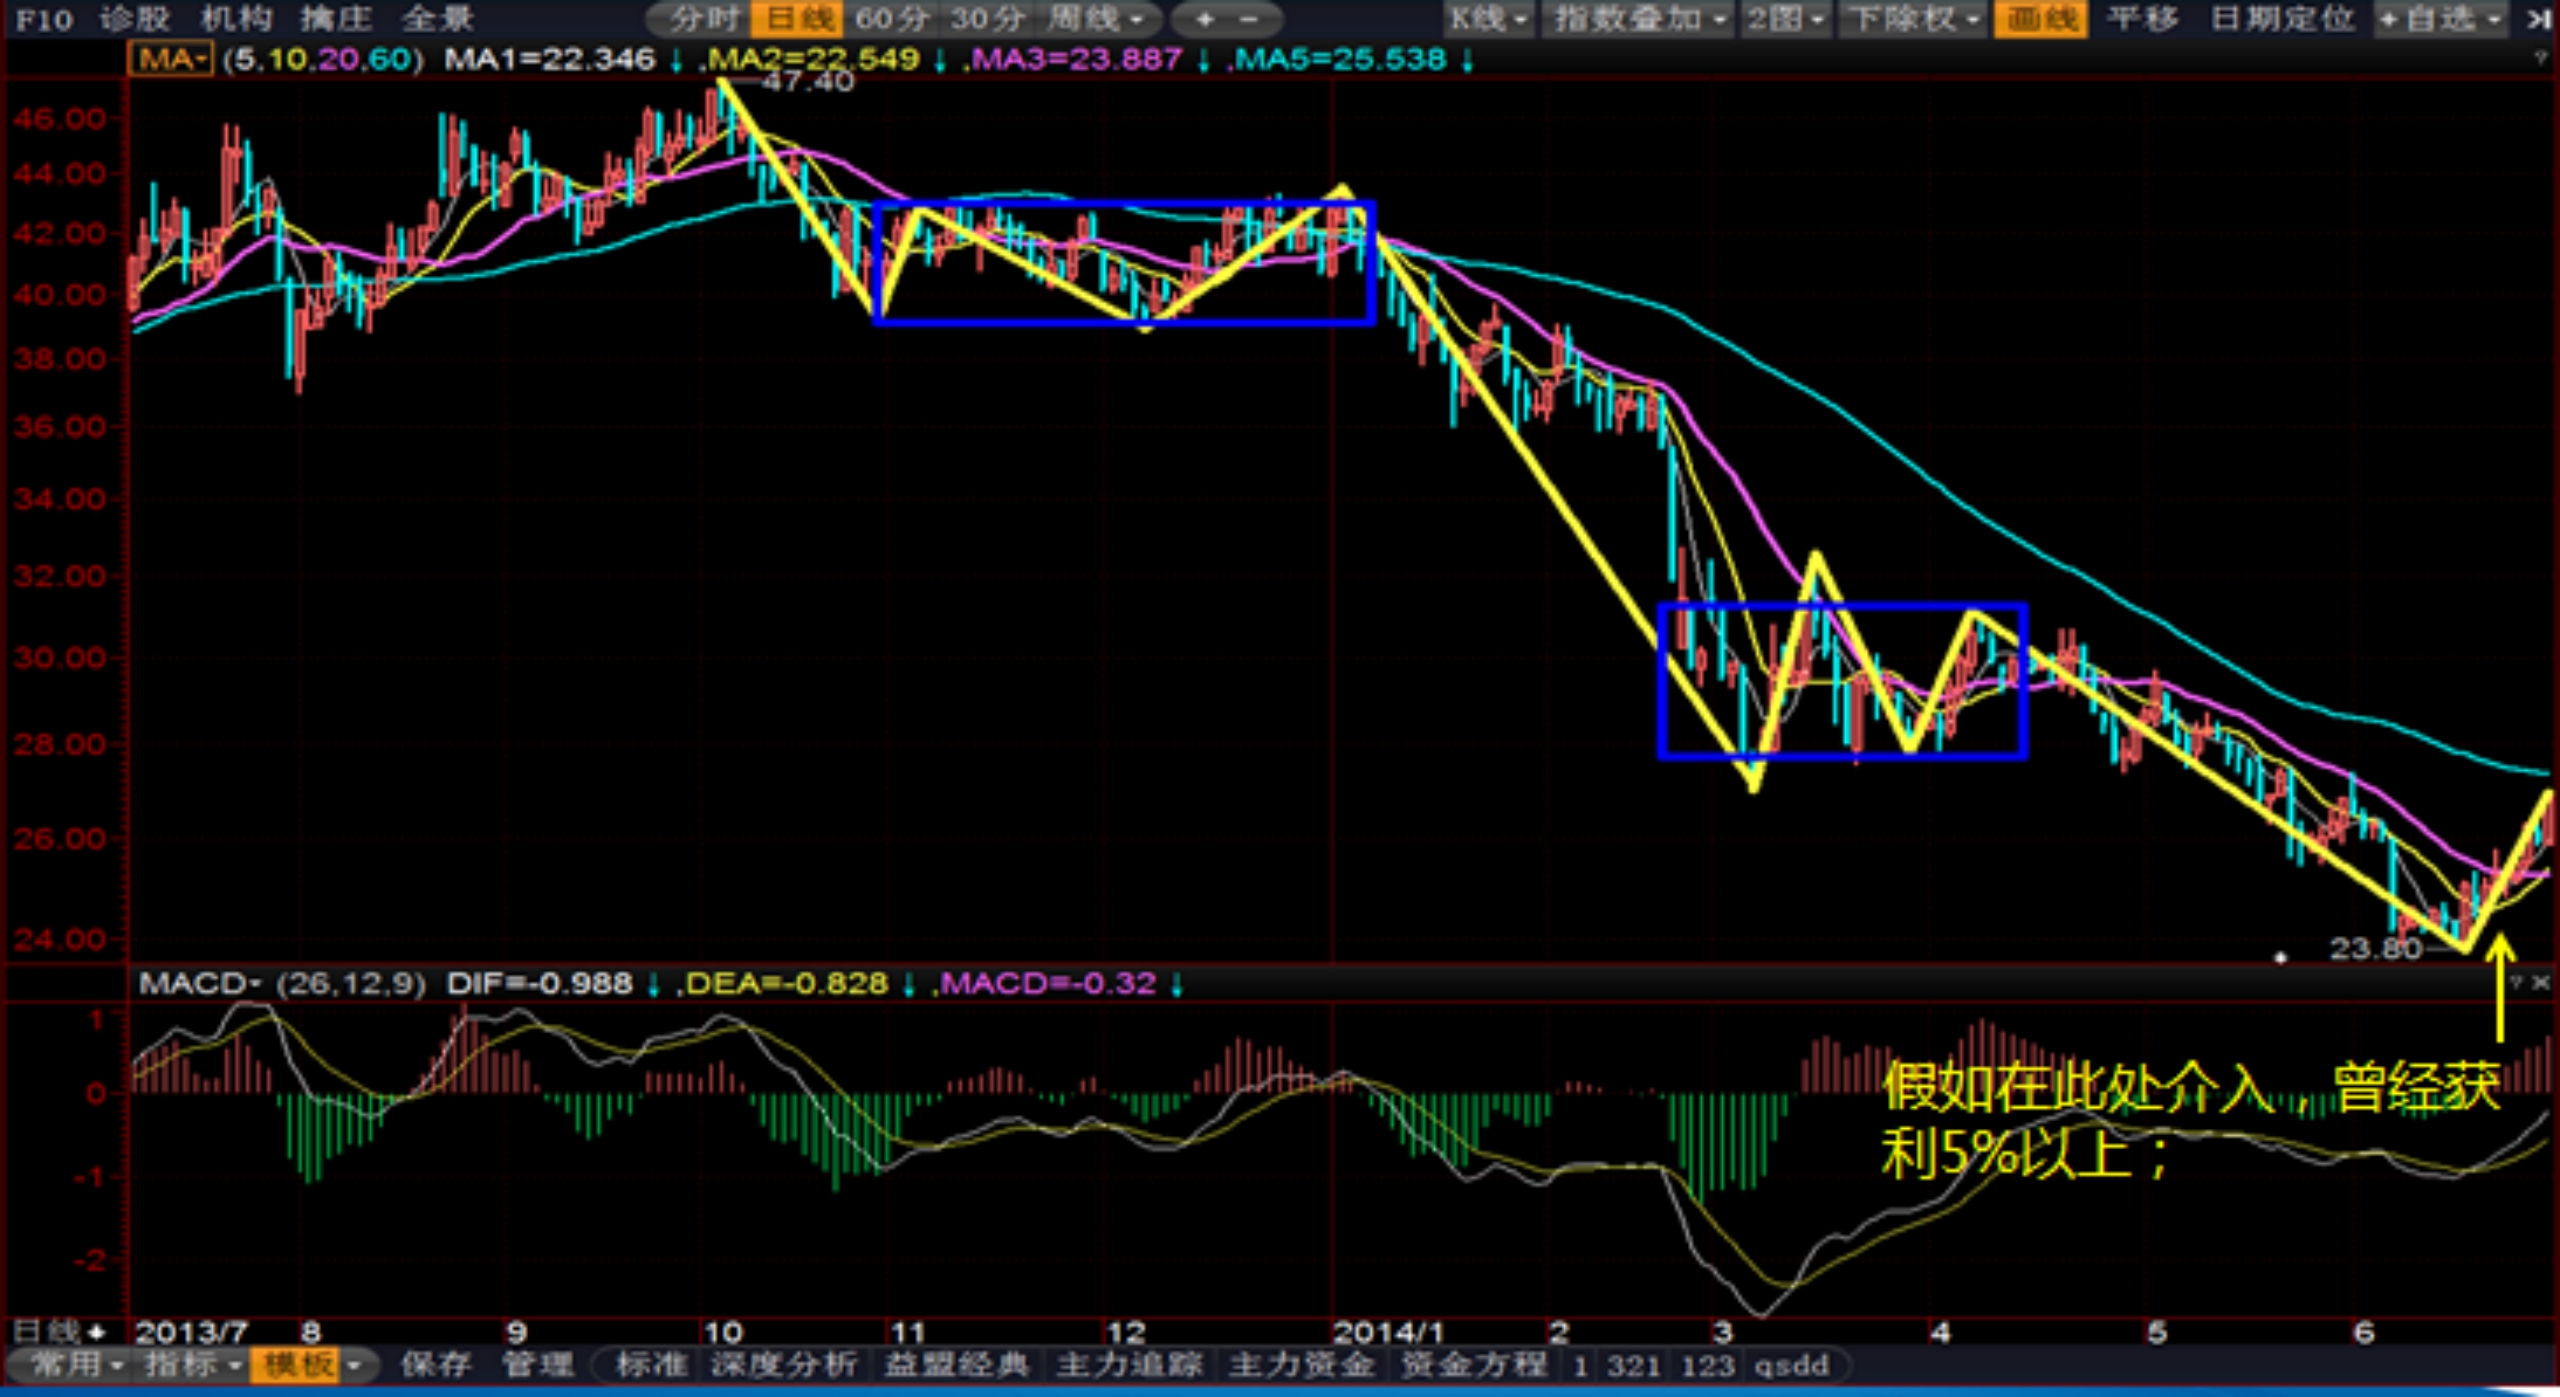 F10 诊股 机构 擒庄 全景 分时 日线 60分 30分 周线 + - K线 指数叠加 2图 下除权 画线 平移 日期定位 +自选
MA (5,10,20,60) MA1=22.346 ↓ ,MA2=22.549 ↓ ,MA3=23.887 ↓ ,MA5=25.538 ↓ ?
47.40
46.00
44.00
42.00
40.00
38.00
36.00
34.00
32.00
30.00
28.00
26.00
24.00
23.80
MACD (26,12,9) DIF=-0.988 ↓ ,DEA=-0.828 ↓ ,MACD=-0.32 ↓ ? ×
1
0
-1
-2
假如在此处介入，曾经获
利5%以上；
日线 2013/7 8 9 10 11 12 2014/1 2 3 4 5 6
常用 指标 模板 保存 管理 标准 深度分析 益盟经典 主力追踪 主力资金 资金方程 1 321 123 qsdd